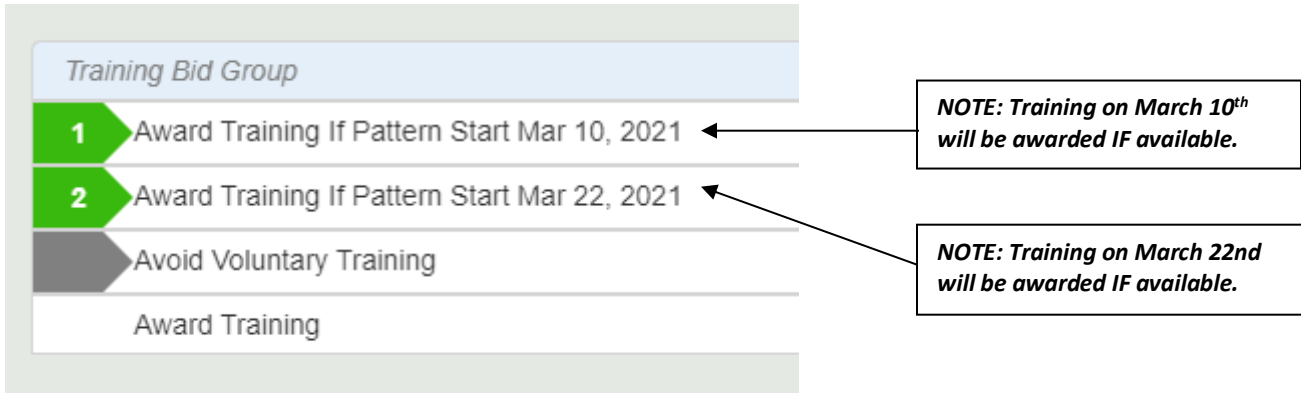 Training Bid Group
1 Award Training If Pattern Start Mar 10, 2021
NOTE: Training on March 10th
will be awarded IF available.
2 Award Training If Pattern Start Mar 22, 2021
Avoid Voluntary Training
NOTE: Training on March 22nd
will be awarded IF available.
Award Training